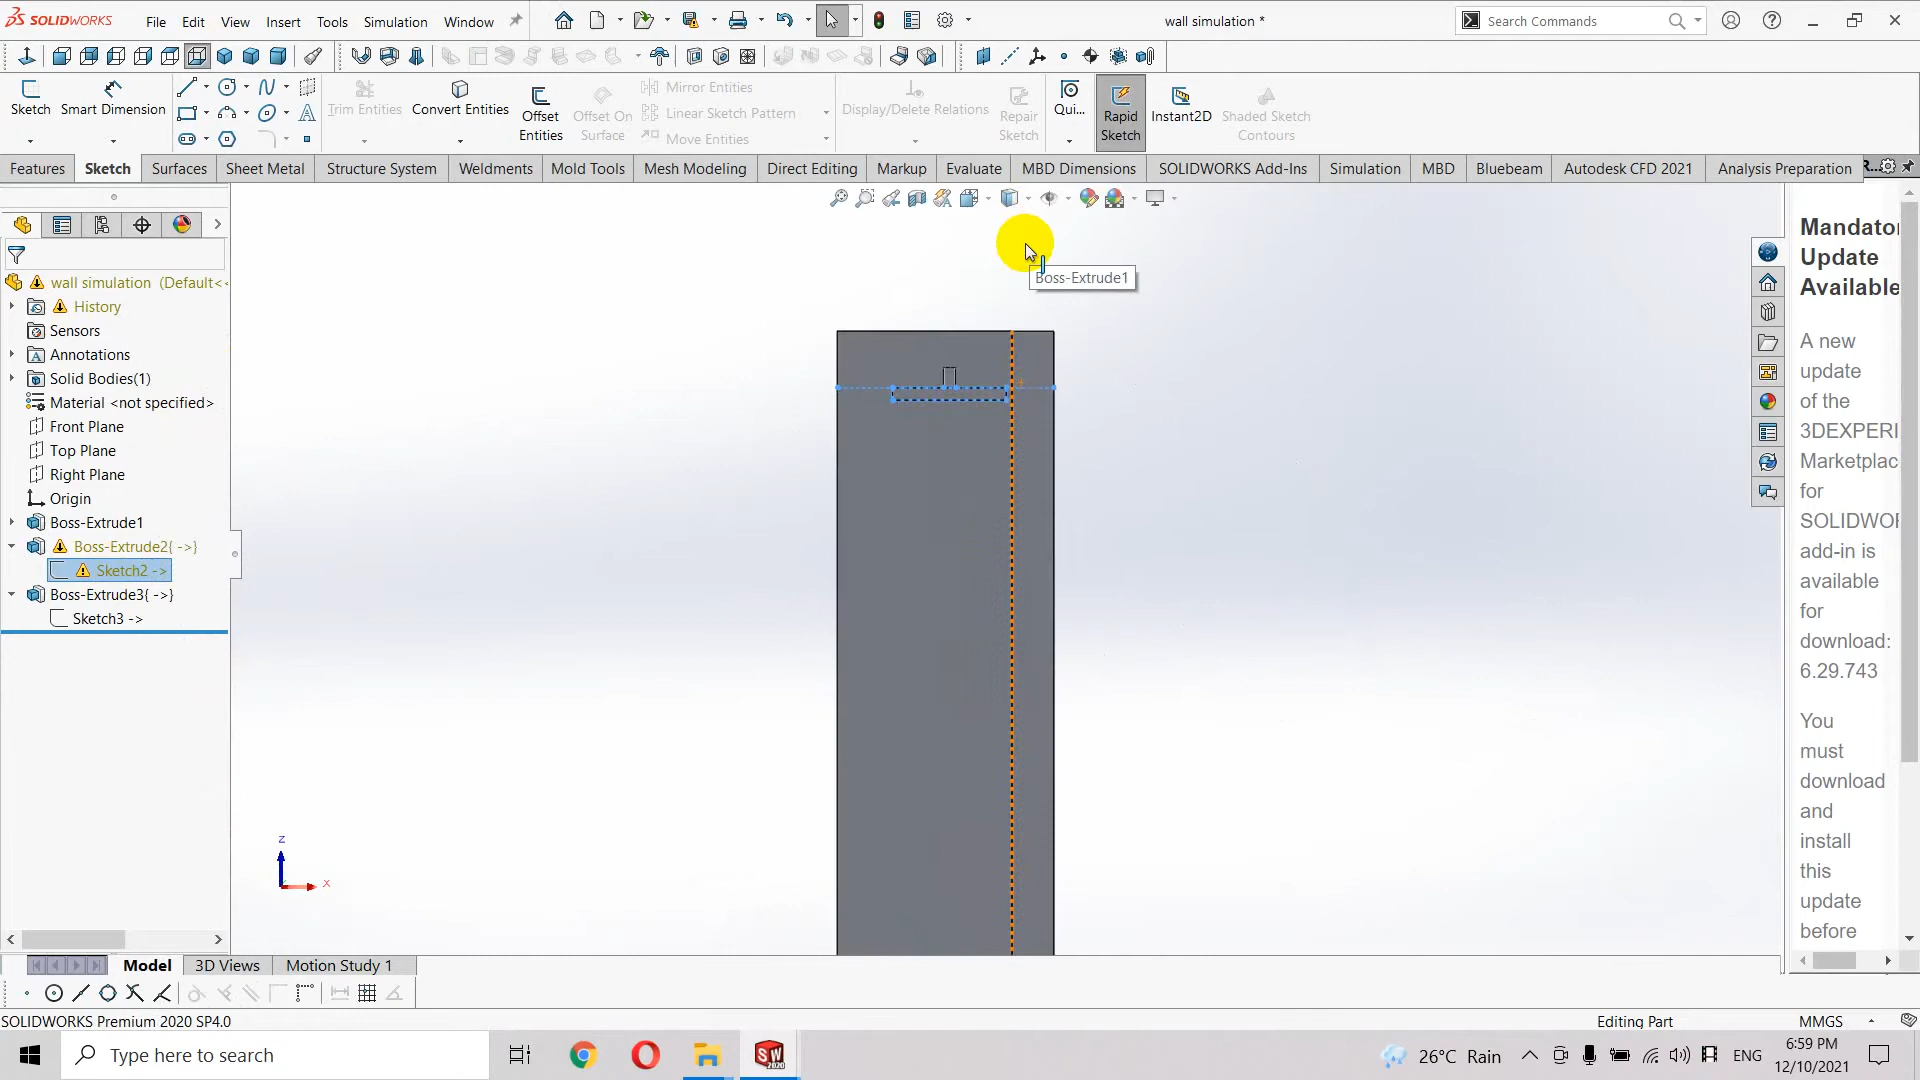 SOLIDWORKS File Edit View Insert Tools Simulation Window wall simulation * Search Commands
Sketch Smart Dimension Trim Entities Convert Entities Offset Entities Offset On Surface Mirror Entities Linear Sketch Pattern Move Entities Display/Delete Relations Repair Sketch Qui... Rapid Sketch Instant2D Shaded Sketch Contours
Features Sketch Surfaces Sheet Metal Structure System Weldments Mold Tools Mesh Modeling Direct Editing Markup Evaluate MBD Dimensions SOLIDWORKS Add-Ins Simulation MBD Bluebeam Autodesk CFD 2021 Analysis Preparation R...
wall simulation (Default<<
History
Sensors
Annotations
Solid Bodies(1)
Material <not specified>
Front Plane
Top Plane
Right Plane
Origin
Boss-Extrude1
Boss-Extrude2{ ->}
Sketch2 ->
Boss-Extrude3{ ->}
Sketch3 ->
Boss-Extrude1
z
x
Mandato
Update
Available
A new
update
of the
3DEXPERI
Marketplac
for
SOLIDWOR
add-in is
available
for
download:
6.29.743
You
must
download
and
install
this
update
before
Model 3D Views Motion Study 1
SOLIDWORKS Premium 2020 SP4.0 Editing Part MMGS
Type here to search SW 2020 26°C Rain ENG 6:59 PM
12/10/2021